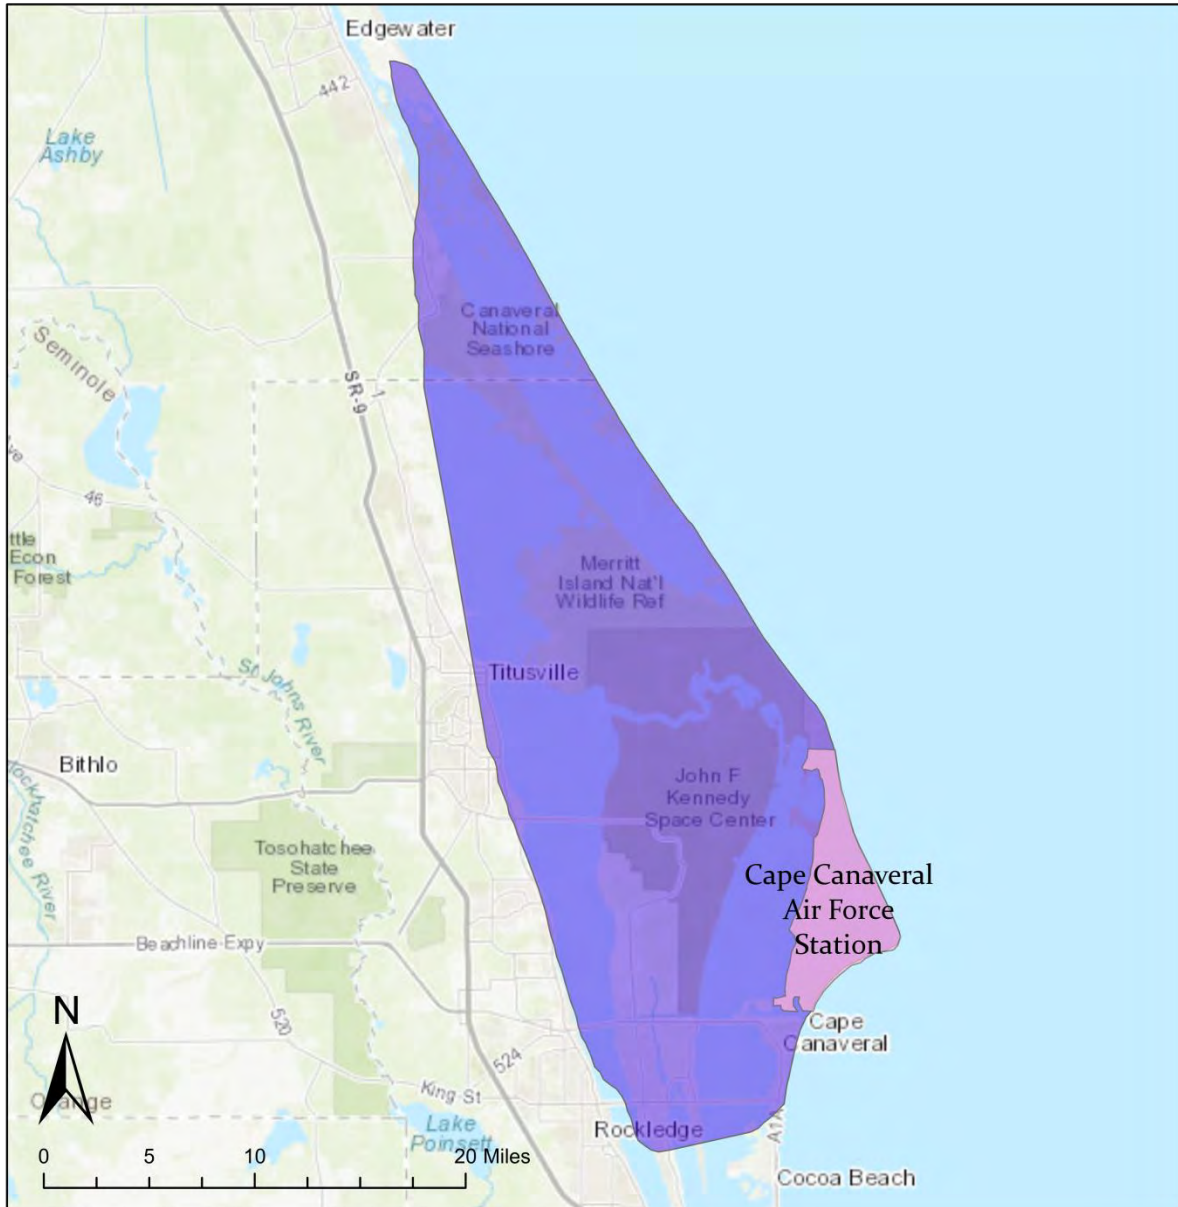 Edgewater
442
Lake
Ashby
Canaveral
National
Seashore
Seminole
SR-9
1
46
ttle
Econ
Forest
Merritt
Island Nat'l
Wildlife Ref
Titusville
St Johns River
Bithlo
John F
Kennedy
Space Center
Tosohatchee
State
Preserve
Cape Canaveral
Air Force
Station
Beachline Expy
520
524
Cape
Canaveral
N
King St
Orange
Lake
Poinsett
Rockledge
A1A
Cocoa Beach
0 5 10 20 Miles